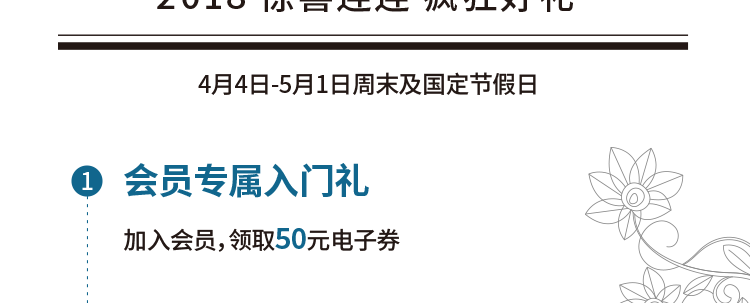 2018 惊喜连连 疯狂好礼
4月4日-5月1日周末及国定节假日
1 会员专属入门礼
加入会员，领取50元电子券